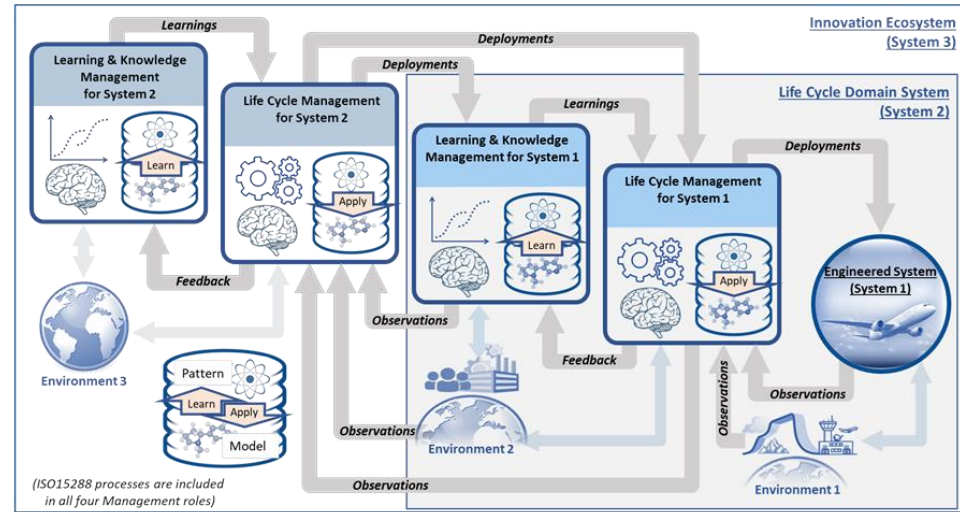 Learnings
Deployments
Innovation Ecosystem
(System 3)
Learning & Knowledge
Management
for System 2
Deployments
Life Cycle Management
for System 2
Life Cycle Domain System
(System 2)
Learnings
Learning & Knowledge
Management for System 1
Deployments
Life Cycle Management
for System 1
Learn
Apply
Learn
Apply
Engineered System
(System 1)
Feedback
Observations
Feedback
Environment 3
Observations
Observations
Pattern
Learn
Apply
Model
Observations
Environment 2
Environment 1
Observations
(ISO15288 processes are included
in all four Management roles)